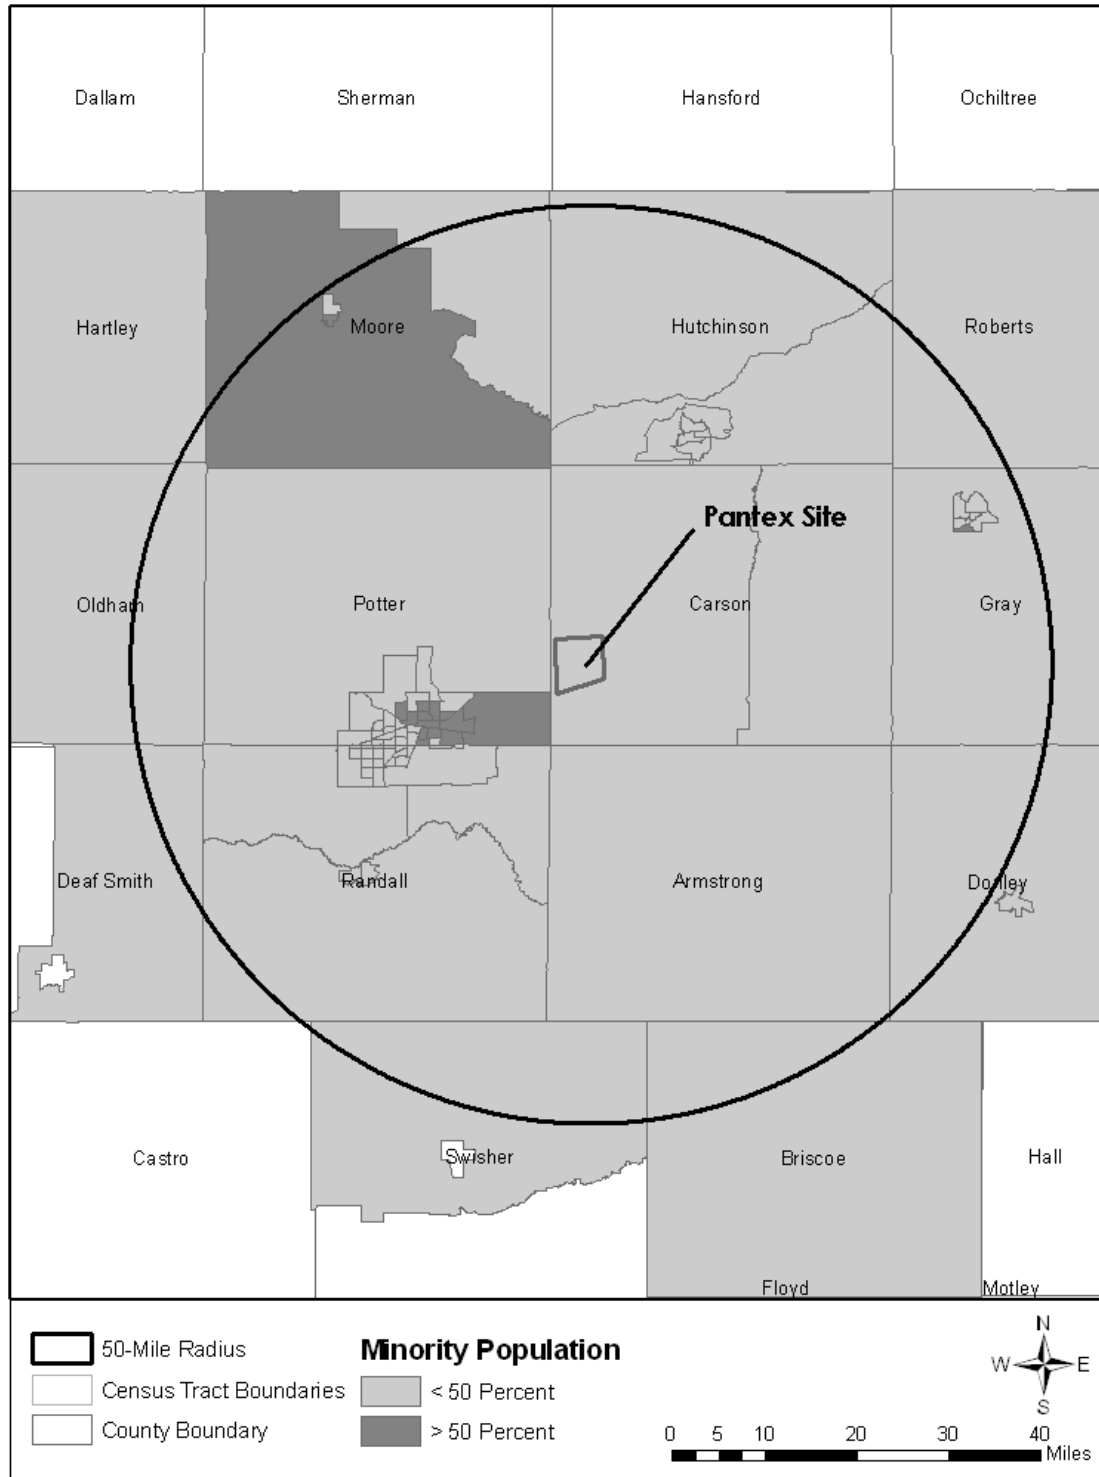 Dallam
Sherman
Hansford
Ochiltree
Hartley
Moore
Hutchinson
Roberts
Pantex Site
Oldham
Potter
Carson
Gray
Deaf Smith
Randall
Armstrong
Donley
Castro
Swisher
Briscoe
Hall
Floyd
Motley
50-Mile Radius
Census Tract Boundaries
County Boundary
Minority Population
< 50 Percent
> 50 Percent
N
W E
S
0 5 10 20 30 40
Miles